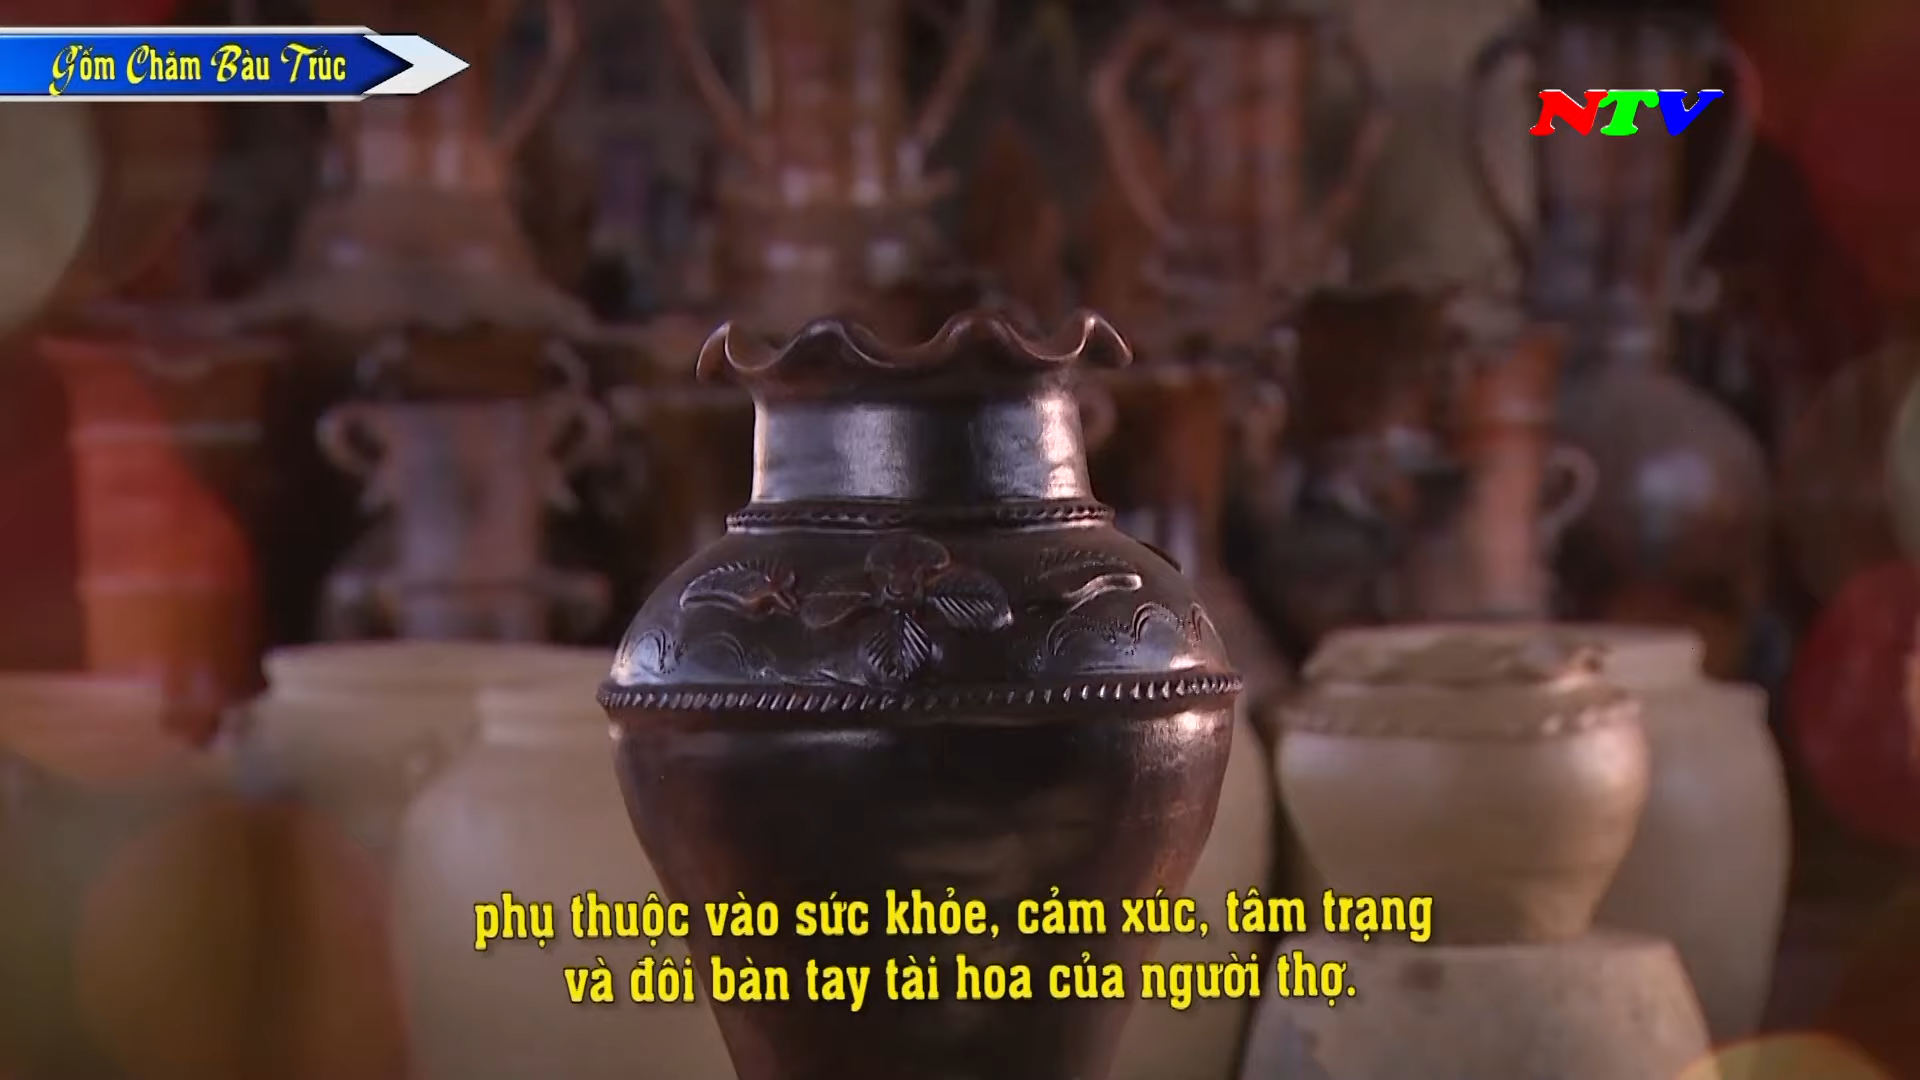 Gốm Chăm Bàu Trúc
NTV
phụ thuộc vào sức khỏe, cảm xúc, tâm trạng
và đôi bàn tay tài hoa của người thợ.